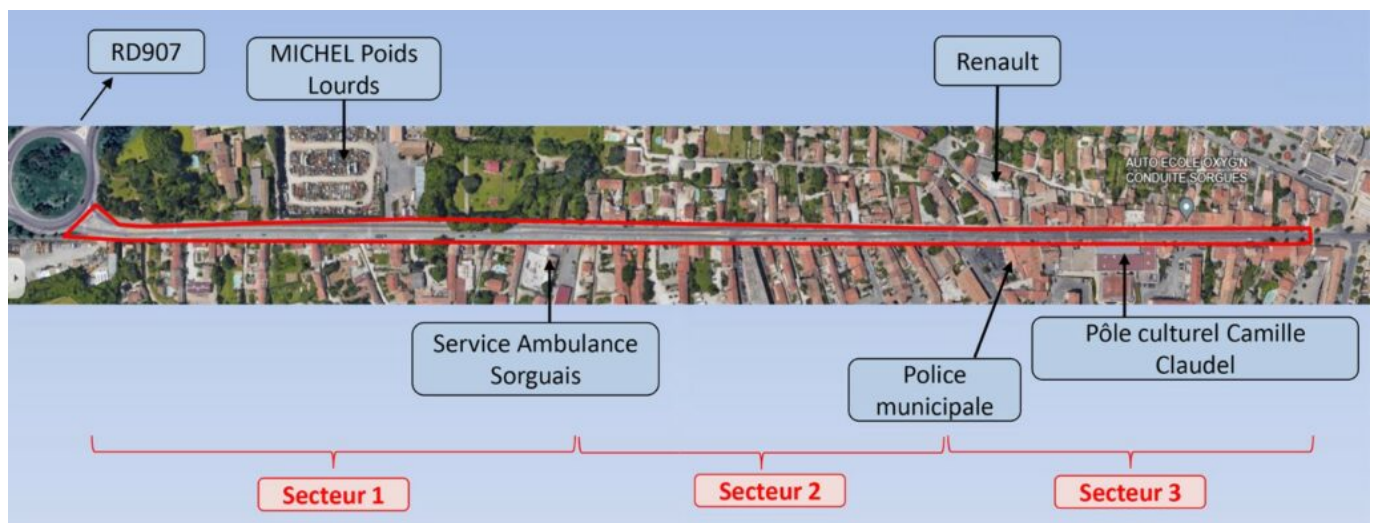 RD907
MICHEL Poids
Lourds
Renault
AUTO ECOLE OXYG'N
CONDUITE SORGUES
Service Ambulance
Sorguais
Police
municipale
Pôle culturel Camille
Claudel
Secteur 1
Secteur 2
Secteur 3